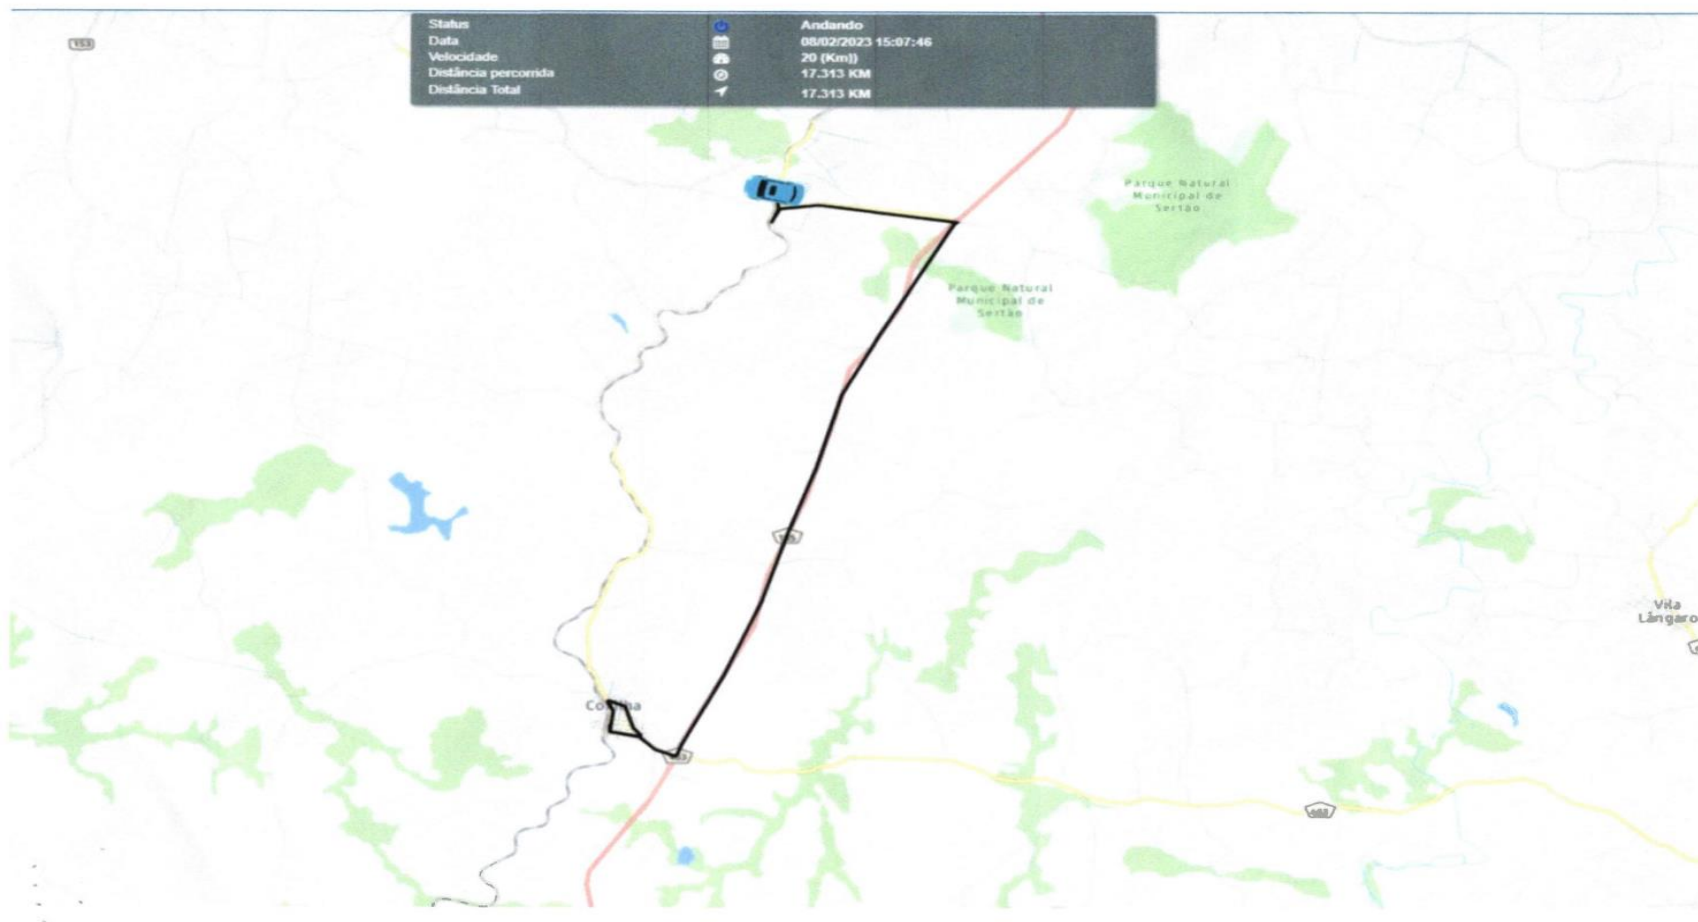 Status Andando
Data 08/02/2023 15:07:46
Velocidade 20 (Km))
Distância percorrida 17.313 KM
Distância Total 17.313 KM
153
Parque Natural
Municipal de
Sertão
Parque Natural
Municipal de
Sertão
Vila
Lângaro